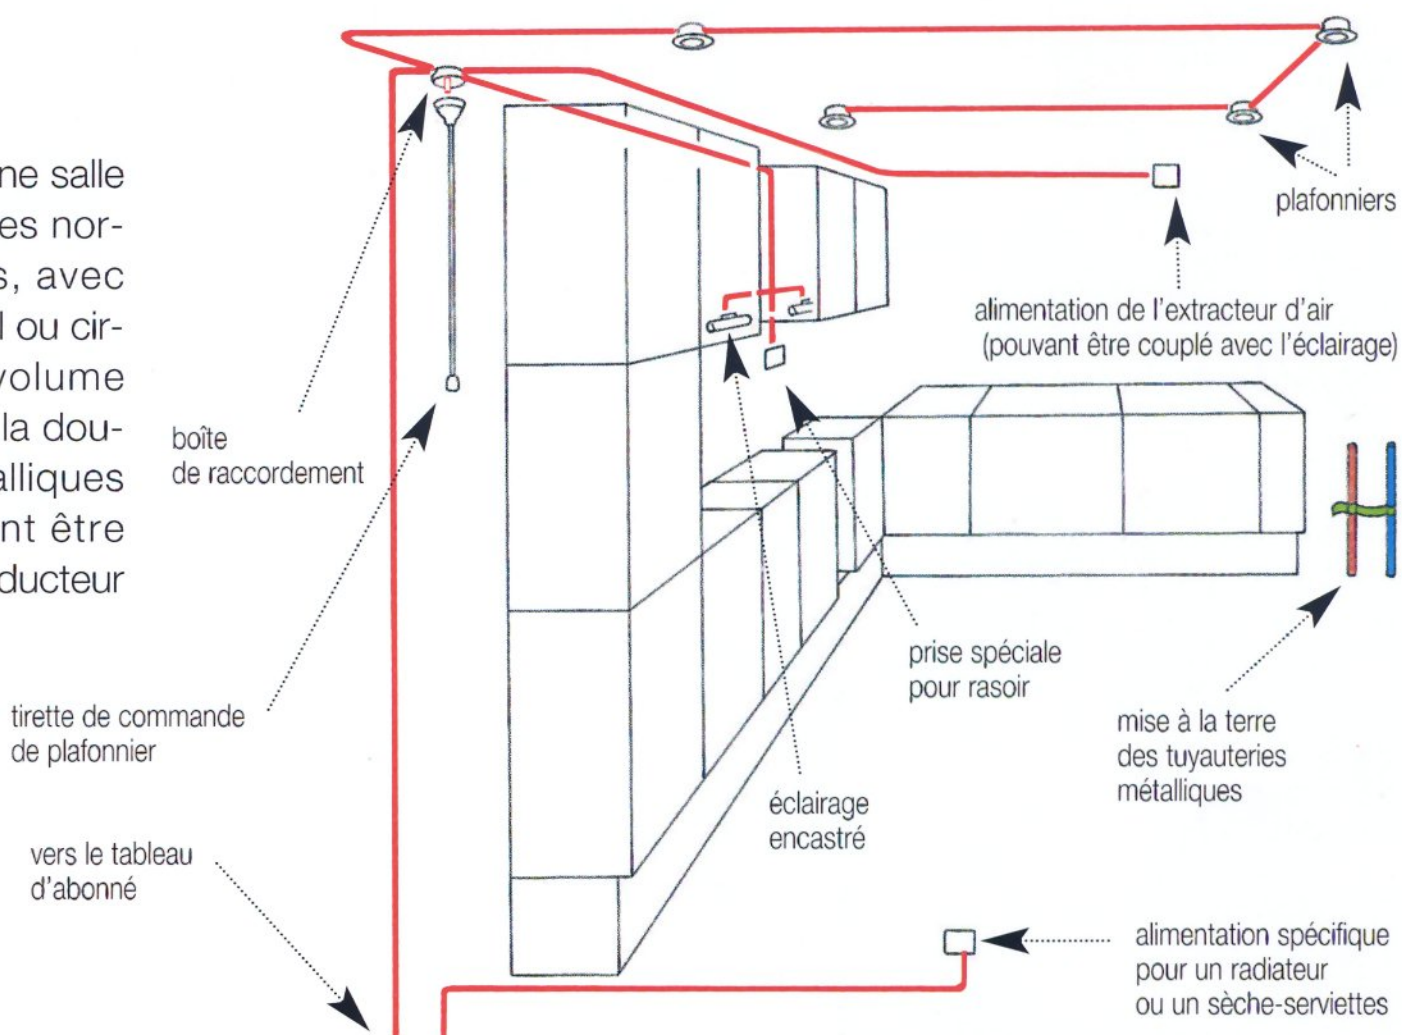 ne salle
es nor-
s, avec
l ou cir-
volume
la dou-
alliques
nt être
ducteur
plafonniers
alimentation de l'extracteur d'air
(pouvant être couplé avec l'éclairage)
boîte
de raccordement
prise spéciale
pour rasoir
tirette de commande
de plafonnier
mise à la terre
des tuyauteries
métalliques
éclairage
encastré
vers le tableau
d'abonné
alimentation spécifique
pour un radiateur
ou un sèche-serviettes